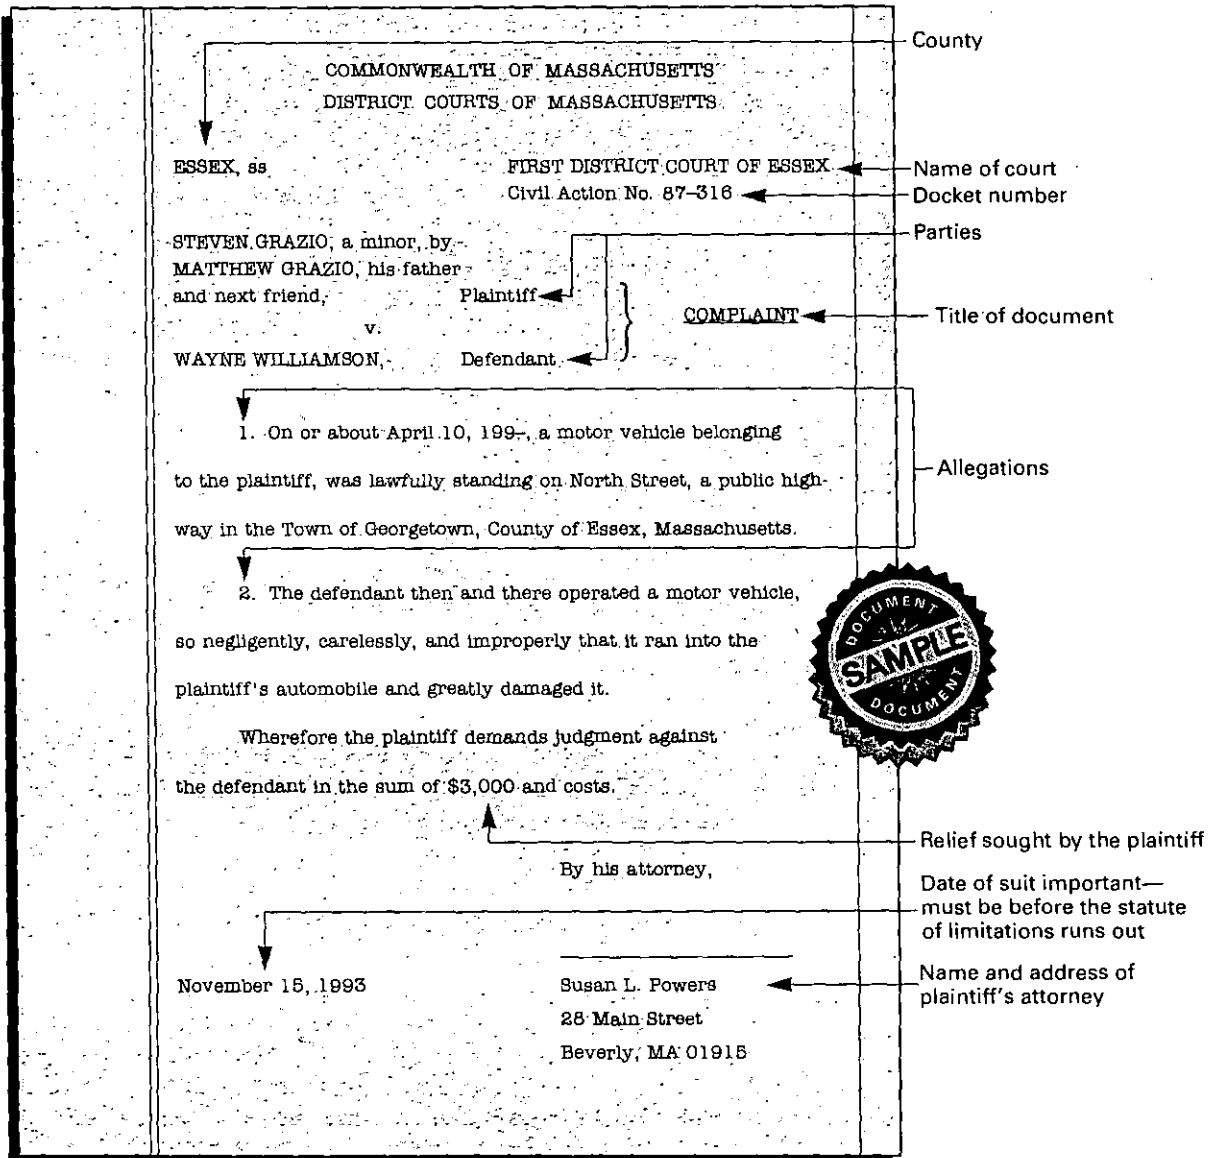 County
COMMONWEALTH OF MASSACHUSETTS
DISTRICT COURTS OF MASSACHUSETTS
ESSEX, ss
FIRST DISTRICT COURT OF ESSEX
Name of court
Civil Action No. 87-316
Docket number
STEVEN GRAZIO, a minor, by
Parties
MATTHEW GRAZIO, his father
and next friend,
Plaintiff
COMPLAINT
Title of document
v.
WAYNE WILLIAMSON,
Defendant
1. On or about April 10, 199-, a motor vehicle belonging
to the plaintiff, was lawfully standing on North Street, a public high-
way in the Town of Georgetown, County of Essex, Massachusetts.
Allegations
2. The defendant then and there operated a motor vehicle,
so negligently, carelessly, and improperly that it ran into the
plaintiff's automobile and greatly damaged it.
DOCUMENT
SAMPLE
DOCUMENT
Wherefore the plaintiff demands judgment against
the defendant in the sum of $3,000 and costs.
Relief sought by the plaintiff
By his attorney,
Date of suit important—
must be before the statute
of limitations runs out
November 15, 1993
Susan L. Powers
28 Main Street
Beverly, MA 01915
Name and address of
plaintiff's attorney